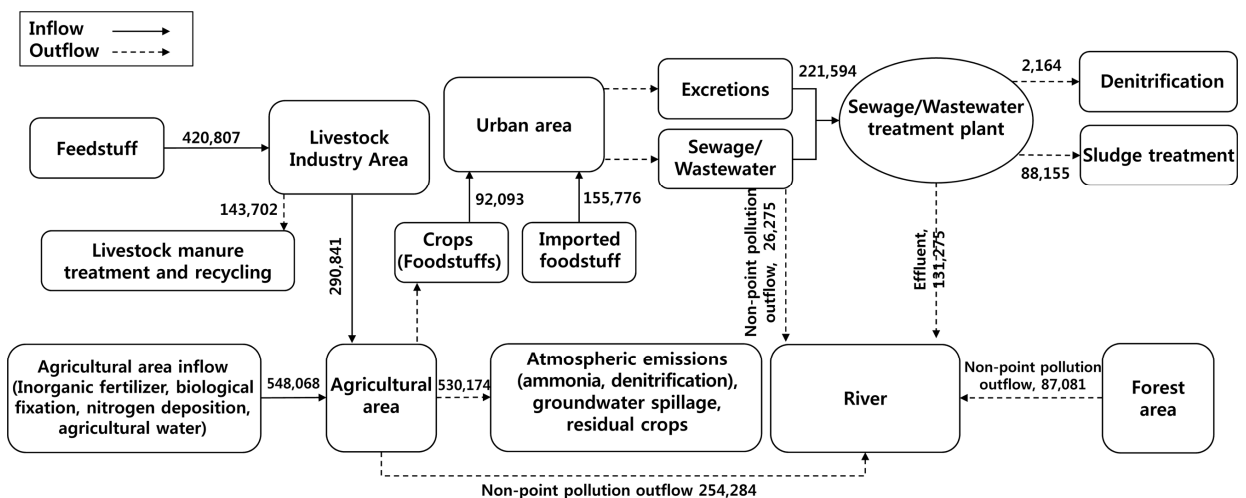 Inflow
Outflow
Feedstuff
420,807
Livestock
Industry Area
143,702
Livestock manure
treatment and recycling
290,841
Urban area
92,093
155,776
Crops
(Foodstuffs)
Imported
foodstuff
Excretions
Sewage/
Wastewater
221,594
Sewage/Wastewater
treatment plant
2,164
Denitrification
Sludge treatment
88,155
Non-point pollution
outflow, 26,275
Effluent,
131,275
Agricultural area inflow
(Inorganic fertilizer, biological
fixation, nitrogen deposition,
agricultural water)
548,068
Agricultural
area
530,174
Atmospheric emissions
(ammonia, denitrification),
groundwater spillage,
residual crops
River
Non-point pollution
outflow, 87,081
Forest
area
Non-point pollution outflow 254,284